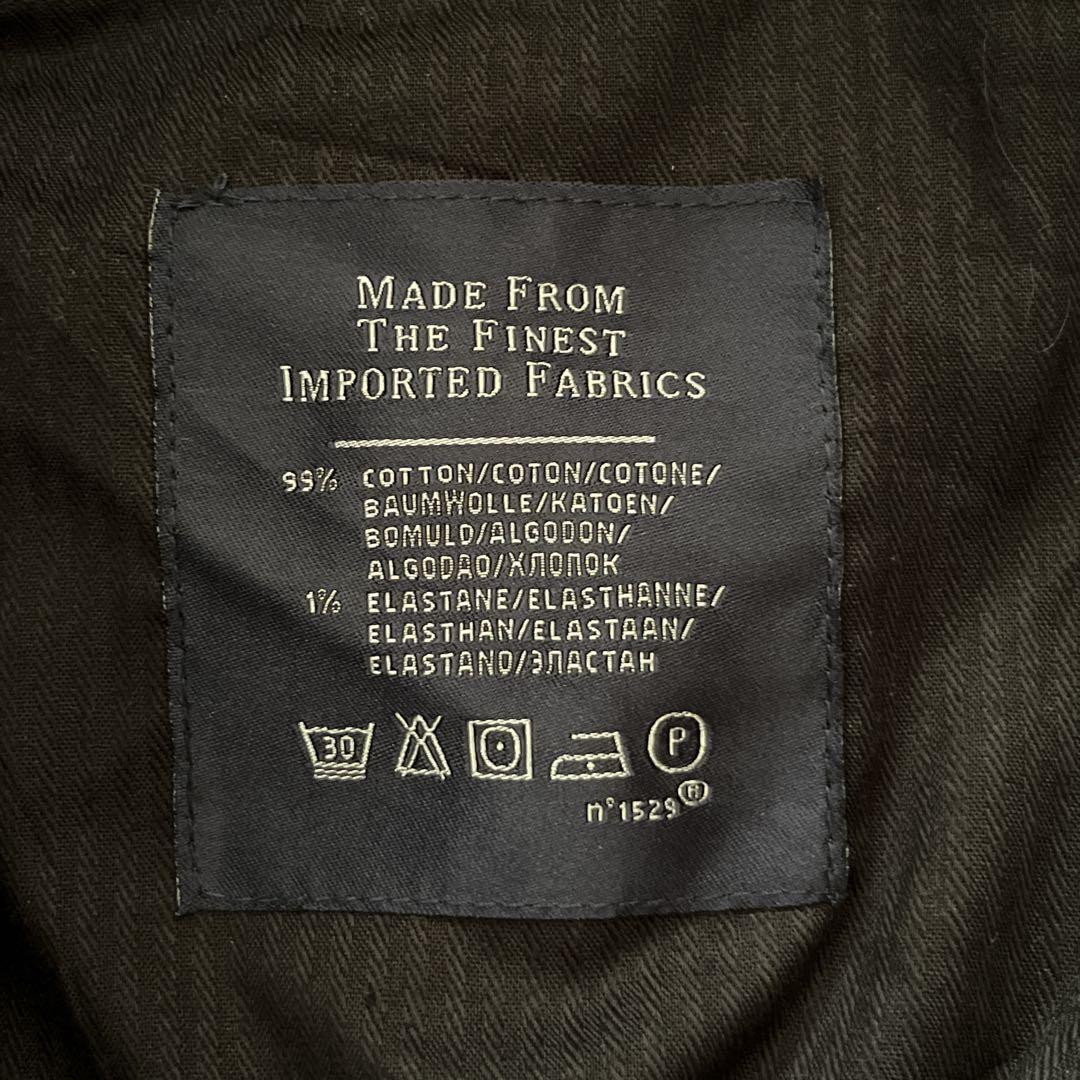 MADE FROM
THE FINEST
IMPORTED FABRICS
99% COTTON/COTON/COTONE/
BAUMWOLLE/KATOEN/
BOMULD/ALGODON/
ALGODAO/ХЛОПОК
1% ELASTANE/ELASTHANNE/
ELASTHAN/ELASTAAN/
ELASTANO/ЭЛАСТАН
30 P
n°1529 ®